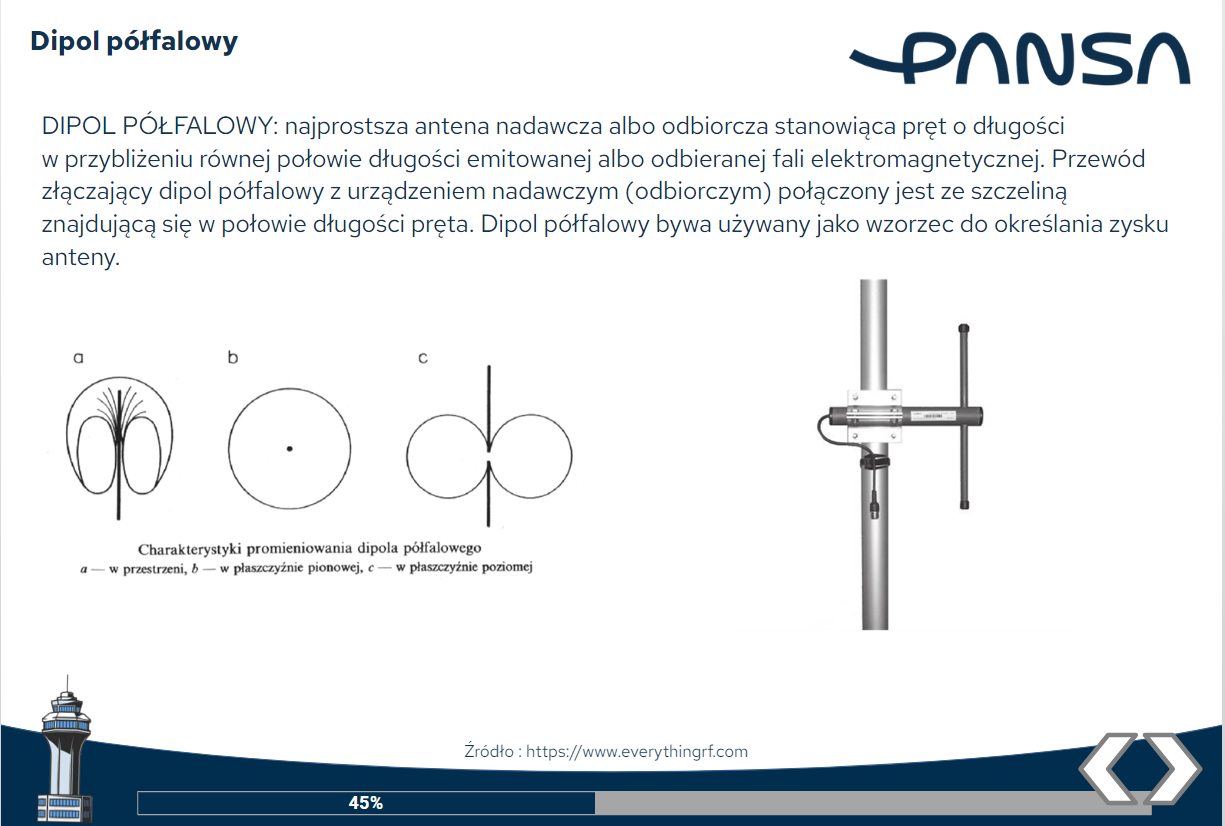 Dipol półfalowy
PANSA
DIPOL PÓŁFALOWY: najprostsza antena nadawcza albo odbiorcza stanowiąca pręt o długości
w przybliżeniu równej połowie długości emitowanej albo odbieranej fali elektromagnetycznej. Przewód
złączający dipol półfalowy z urządzeniem nadawczym (odbiorczym) połączony jest ze szczeliną
znajdującą się w połowie długości pręta. Dipol półfalowy bywa używany jako wzorzec do określania zysku
anteny.
a b c
Charakterystyki promieniowania dipola półfalowego
a — w przestrzeni, b — w płaszczyźnie pionowej, c — w płaszczyźnie poziomej
Źródło : https://www.everythingrf.com
45%